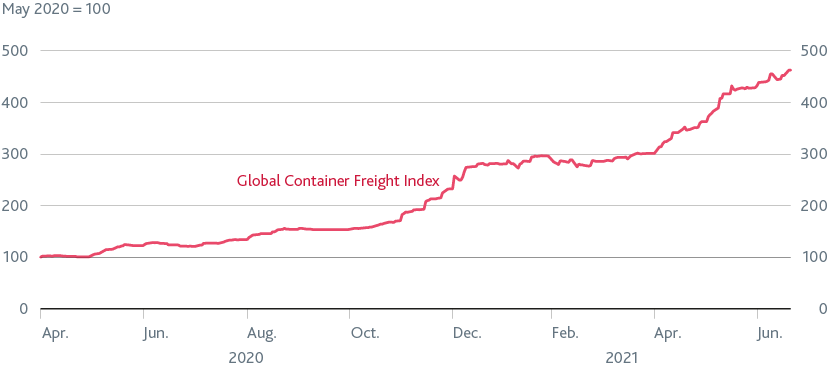 May 2020 = 100
500 500
400 400
300 300
Global Container Freight Index
200 200
100 100
0 0
Apr. Jun. Aug. Oct. Dec. Feb. Apr. Jun.
2020 2021